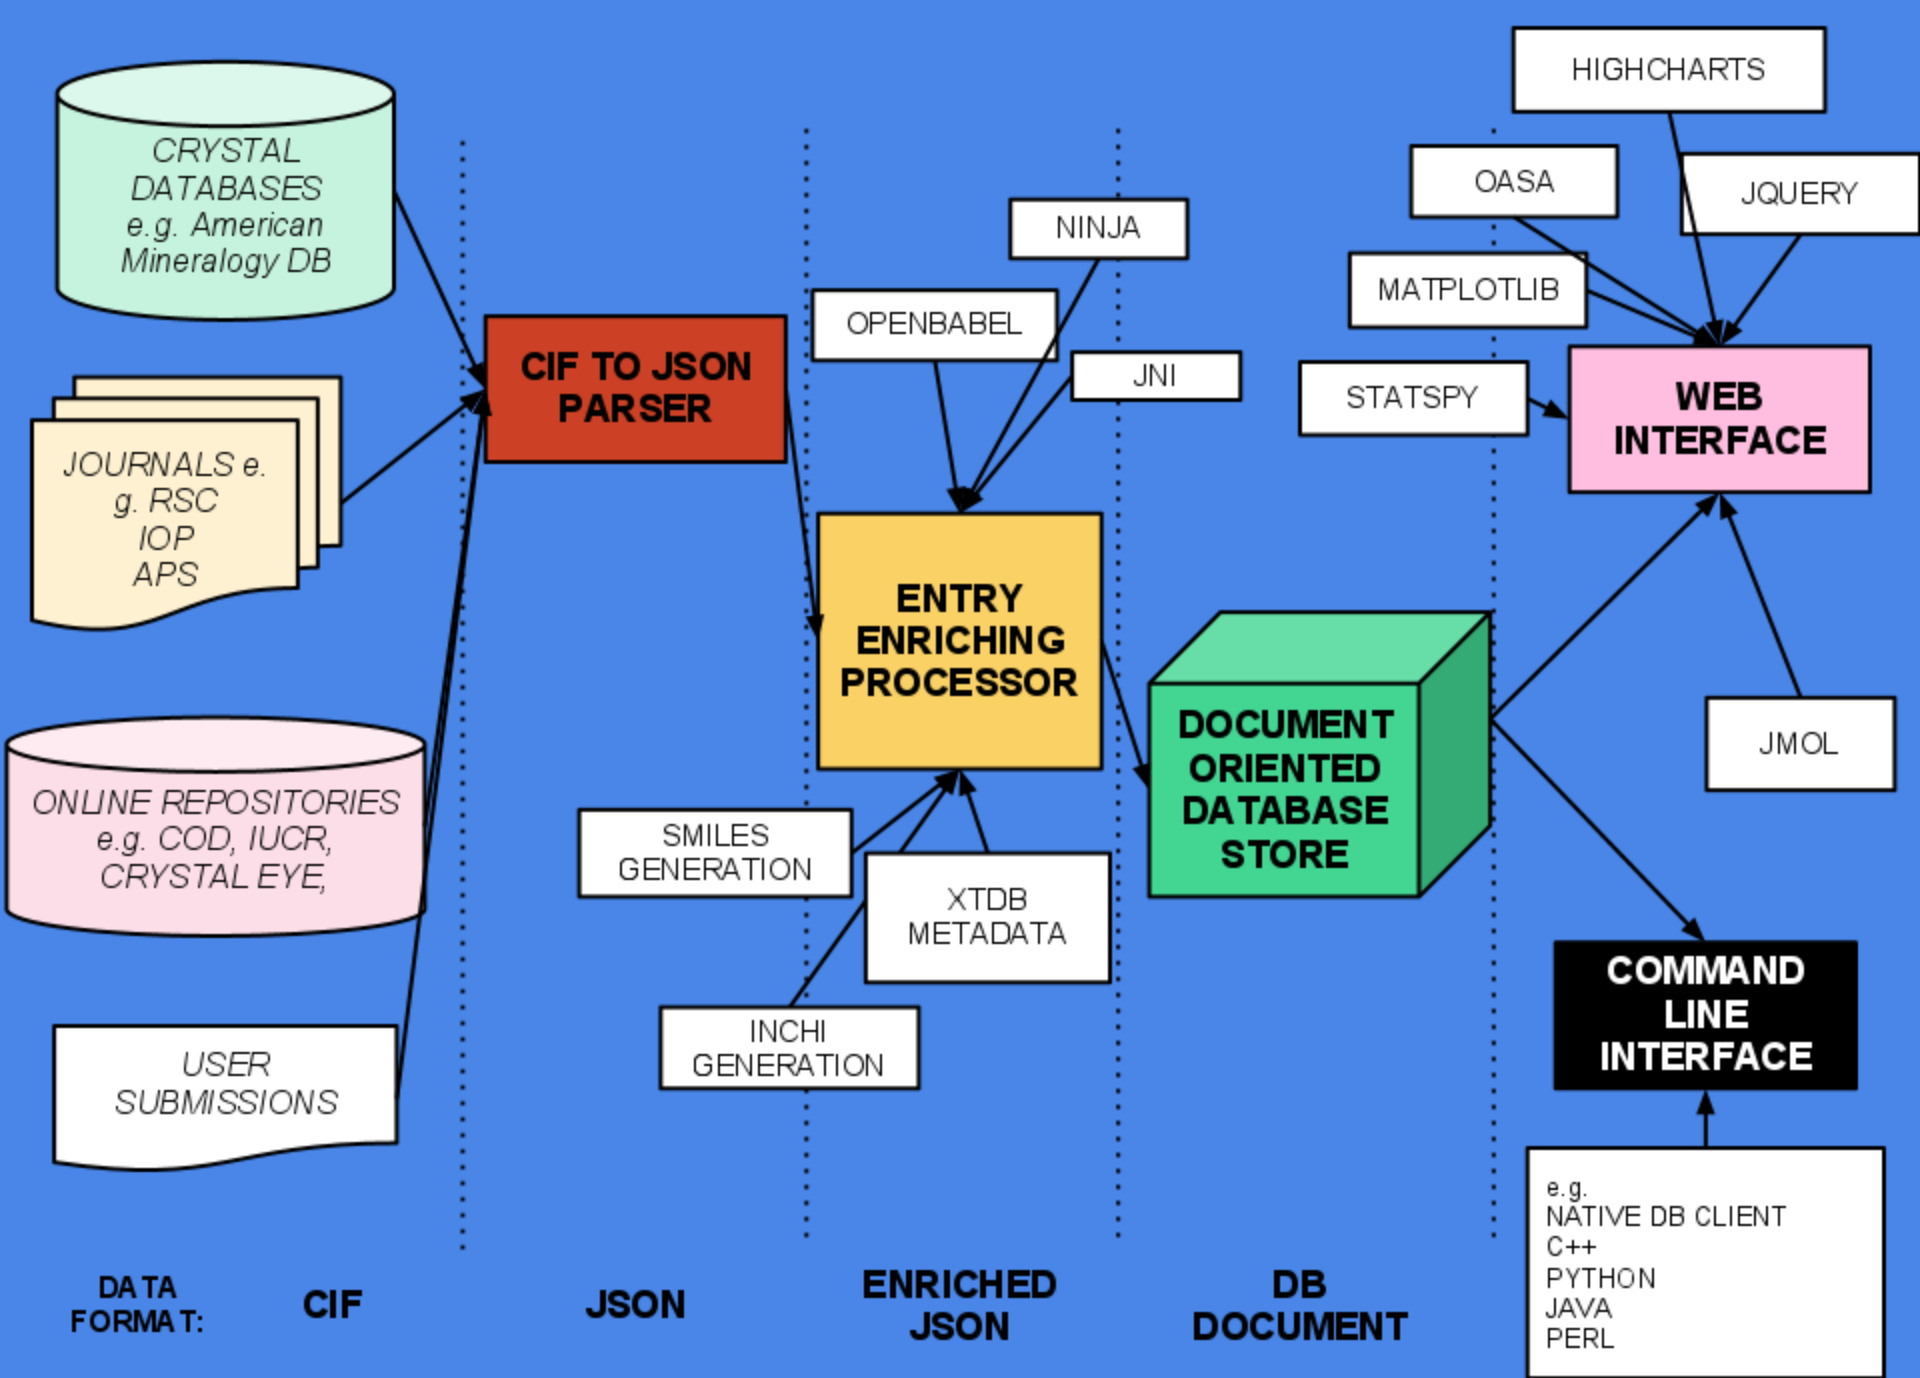 CRYSTAL
DATABASES
e.g. American
Mineralogy DB
JOURNALS e.
g. RSC
IOP
APS
ONLINE REPOSITORIES
e.g. COD, IUCR,
CRYSTAL EYE,
USER
SUBMISSIONS
CIF TO JSON
PARSER
NINJA
OPENBABEL
JNI
ENTRY
ENRICHING
PROCESSOR
SMILES
GENERATION
XTDB
METADATA
INCHI
GENERATION
DOCUMENT
ORIENTED
DATABASE
STORE
HIGHCHARTS
OASA
JQUERY
MATPLOTLIB
STATSPY
WEB
INTERFACE
JMOL
COMMAND
LINE
INTERFACE
e.g.
NATIVE DB CLIENT
C++
PYTHON
JAVA
PERL
DATA
FORMAT:
CIF
JSON
ENRICHED
JSON
DB
DOCUMENT